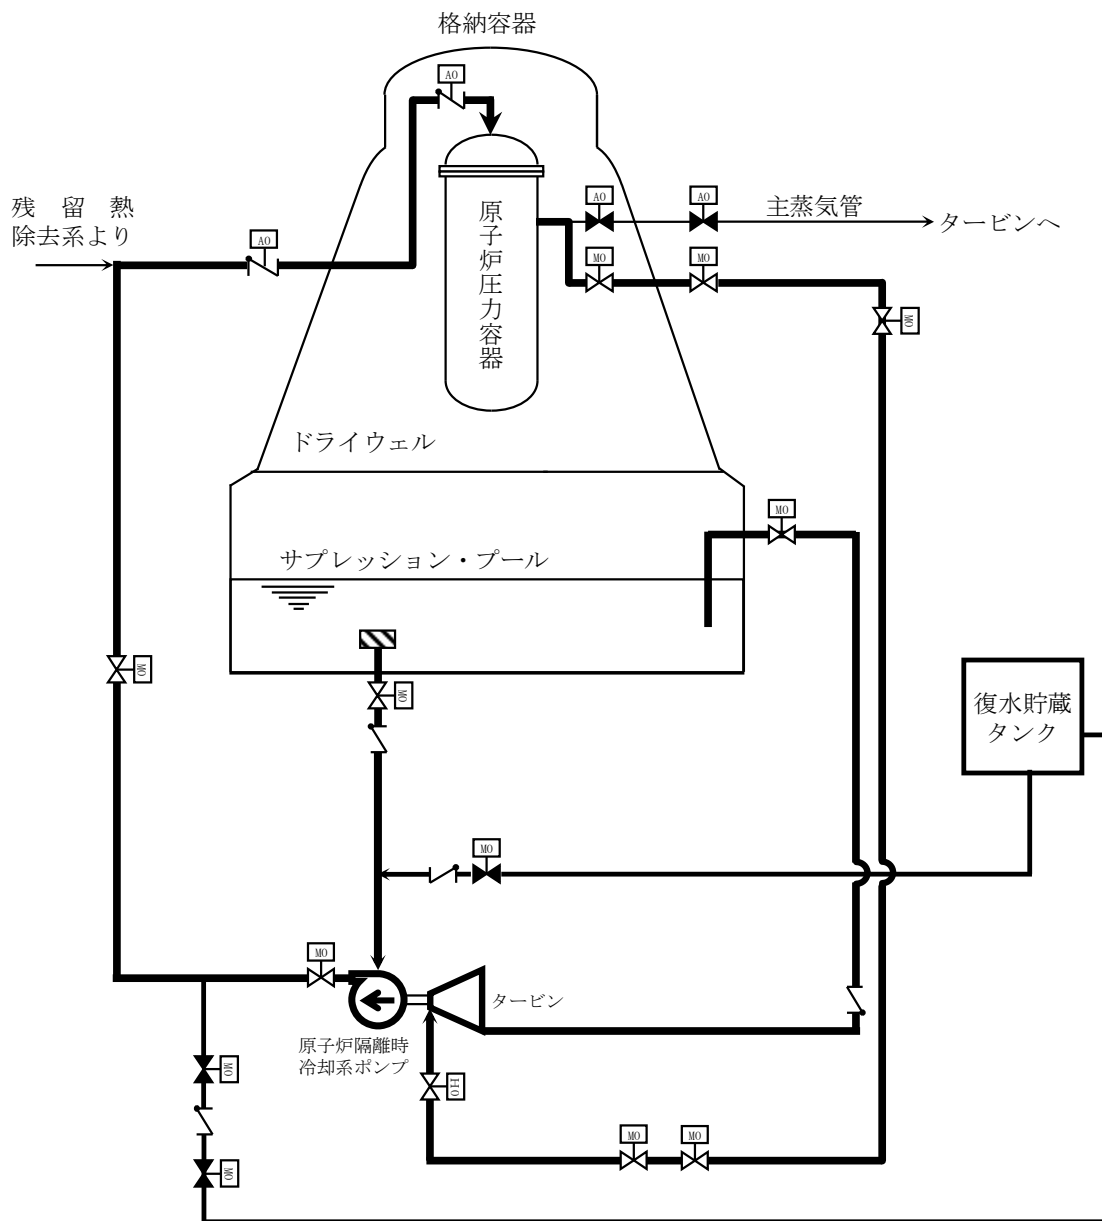 格納容器
AO
残 留 熱
除去系より
AO
原子炉圧力容器
AO
AO
主蒸気管
タービンへ
MO
MO
MO
ドライウェル
サプレッション・プール
MO
MO
MO
復水貯蔵
タンク
MO
MO
タービン
原子炉隔離時
冷却系ポンプ
MO
HO
MO
MO
MO